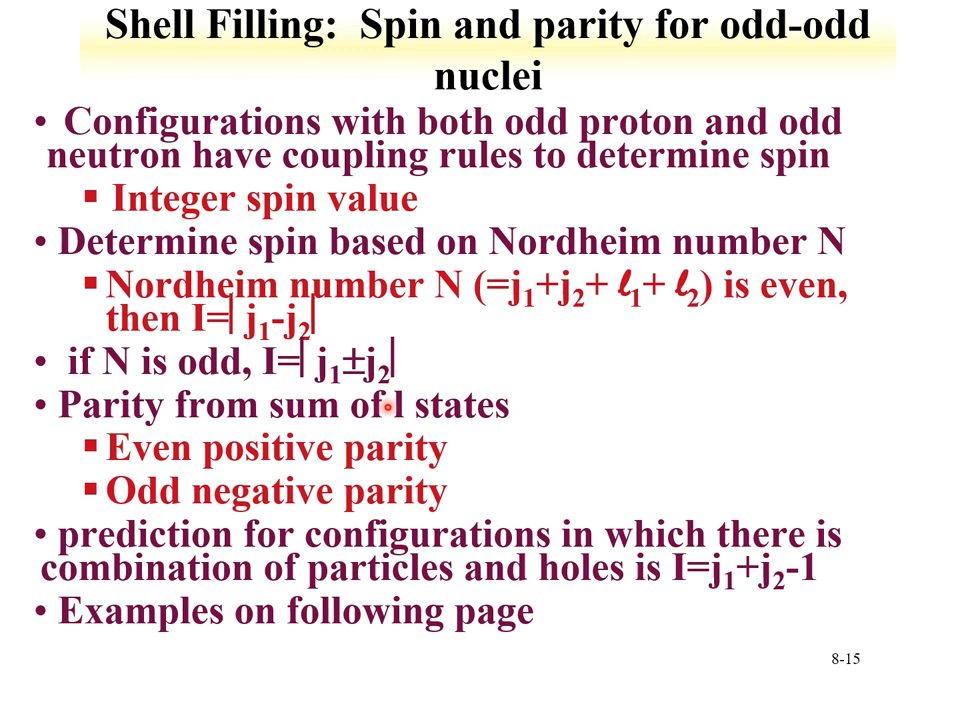 Shell Filling: Spin and parity for odd-odd
nuclei
• Configurations with both odd proton and odd
neutron have coupling rules to determine spin
▪ Integer spin value
• Determine spin based on Nordheim number N
▪ Nordheim number N (=j₁+j₂+ ℓ₁+ ℓ₂) is even,
then I=| j₁-j₂|
• if N is odd, I=| j₁±j₂|
• Parity from sum of l states
▪ Even positive parity
▪ Odd negative parity
• prediction for configurations in which there is
combination of particles and holes is I=j₁+j₂-1
• Examples on following page
8-15